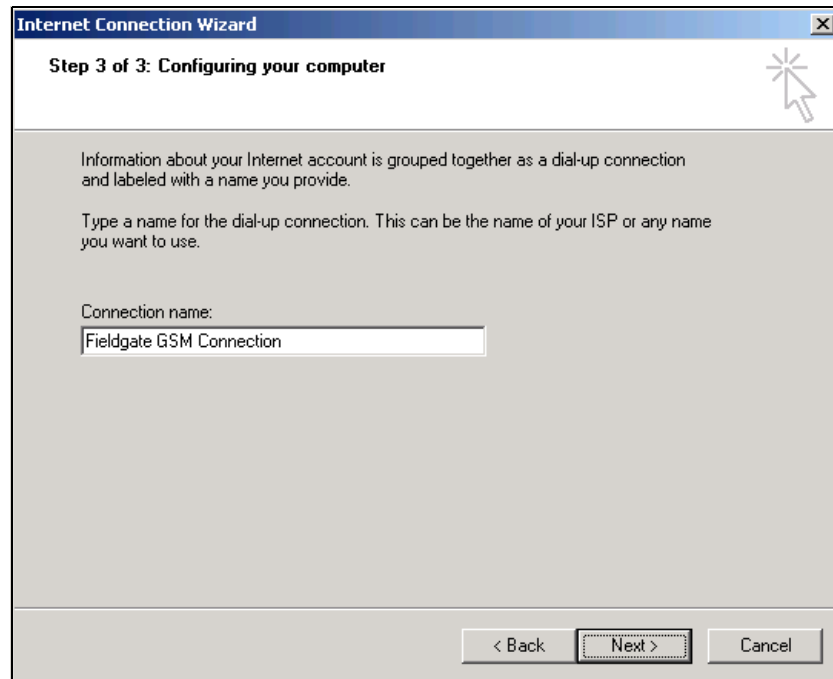 Internet Connection Wizard
Step 3 of 3: Configuring your computer
Information about your Internet account is grouped together as a dial-up connection
and labeled with a name you provide.
Type a name for the dial-up connection. This can be the name of your ISP or any name
you want to use.
Connection name:
Fieldgate GSM Connection
< Back Next > Cancel